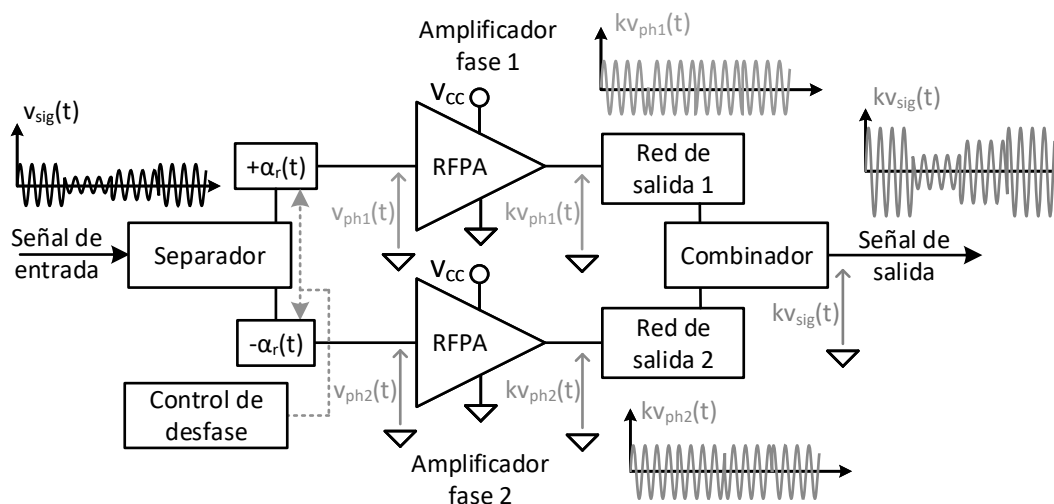 Amplificador
fase 1
kv_ph1(t)
v_sig(t)
V_CC
kv_sig(t)
+α_r(t)
RFPA
Red de
salida 1
v_ph1(t)
kv_ph1(t)
Señal de
entrada
Separador
Combinador
Señal de
salida
V_CC
-α_r(t)
RFPA
Red de
salida 2
kv_sig(t)
v_ph2(t)
kv_ph2(t)
Control de
desfase
kv_ph2(t)
Amplificador
fase 2